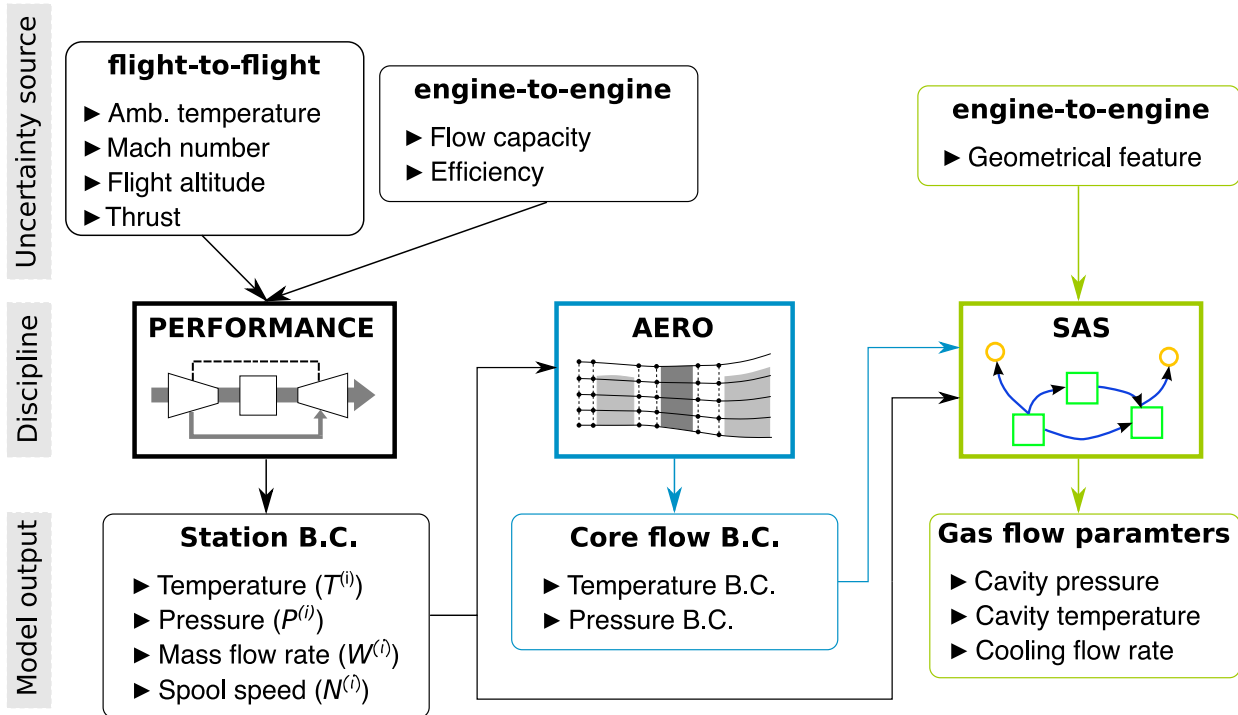 Uncertainty source
flight-to-flight
► Amb. temperature
► Mach number
► Flight altitude
► Thrust
engine-to-engine
► Flow capacity
► Efficiency
engine-to-engine
► Geometrical feature
Discipline
PERFORMANCE
AERO
SAS
Model output
Station B.C.
► Temperature (T⁽ⁱ⁾)
► Pressure (P⁽ⁱ⁾)
► Mass flow rate (W⁽ⁱ⁾)
► Spool speed (N⁽ⁱ⁾)
Core flow B.C.
► Temperature B.C.
► Pressure B.C.
Gas flow paramters
► Cavity pressure
► Cavity temperature
► Cooling flow rate